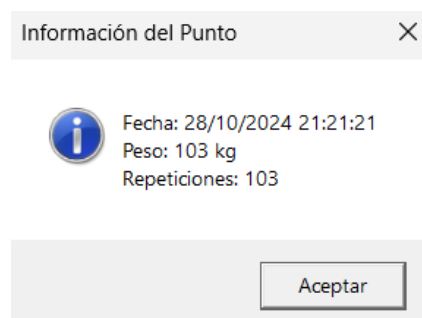 Información del Punto
Fecha: 28/10/2024 21:21:21
Peso: 103 kg
Repeticiones: 103
Aceptar